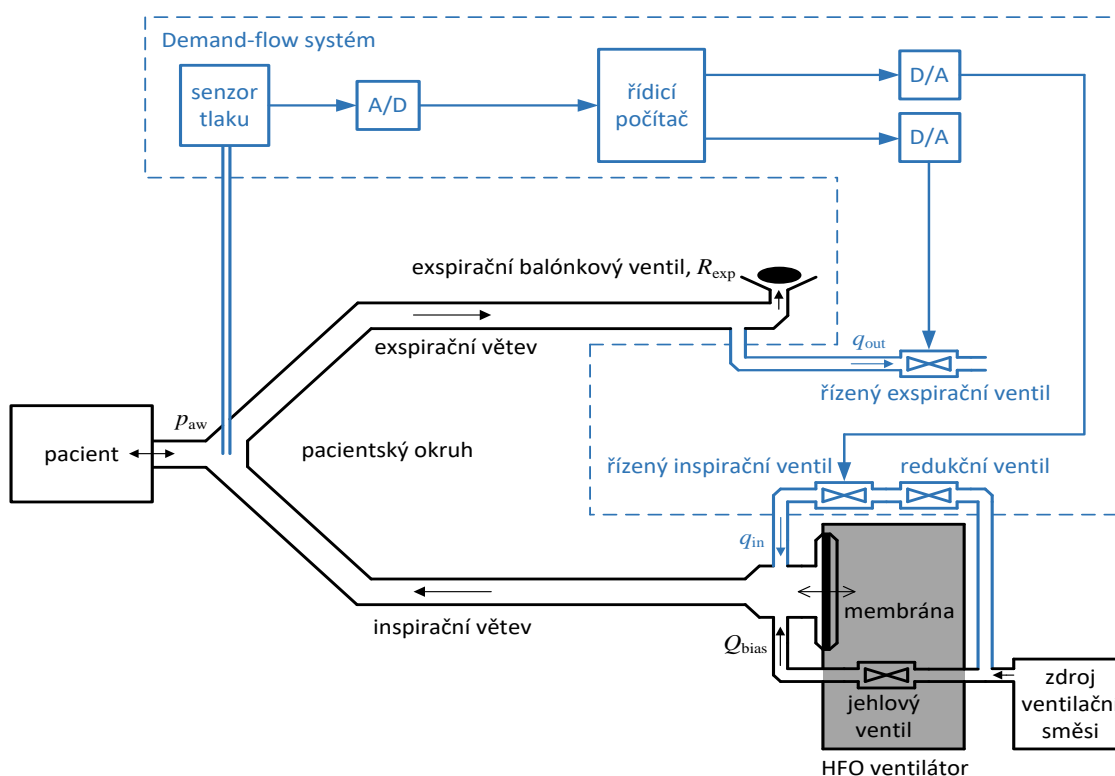 Demand-flow systém
senzor
tlaku
A/D
řídicí
počítač
D/A
D/A
exspirační balónkový ventil, Rexp
exspirační větev
qout
řízený exspirační ventil
paw
pacient
pacientský okruh
řízený inspirační ventil
redukční ventil
qin
membrána
inspirační větev
Qbias
jehlový
ventil
zdroj
ventilační
směsi
HFO ventilátor